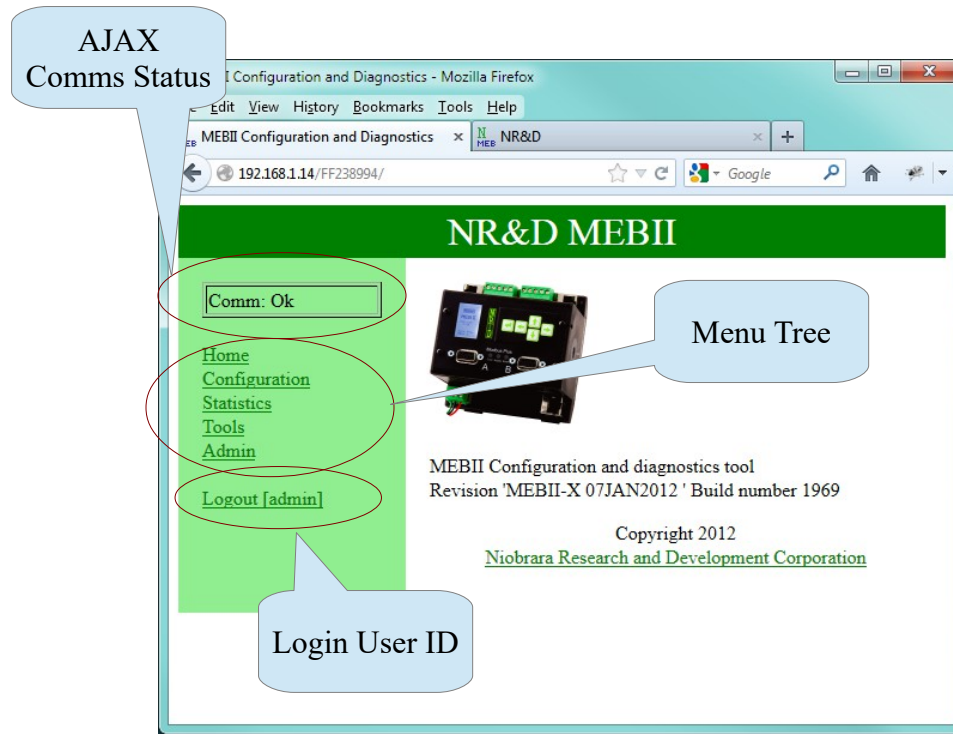 AJAX
Comms Status
I Configuration and Diagnostics - Mozilla Firefox
Edit View History Bookmarks Tools Help
MEBII Configuration and Diagnostics × N MEB NR&D × +
192.168.1.14/FF238994/ Google
NR&D MEBII
Comm: Ok
Menu Tree
Home
Configuration
Statistics
Tools
Admin
Logout [admin]
A B
MEBII Configuration and diagnostics tool
Revision 'MEBII-X 07JAN2012 ' Build number 1969
Copyright 2012
Niobrara Research and Development Corporation
Login User ID